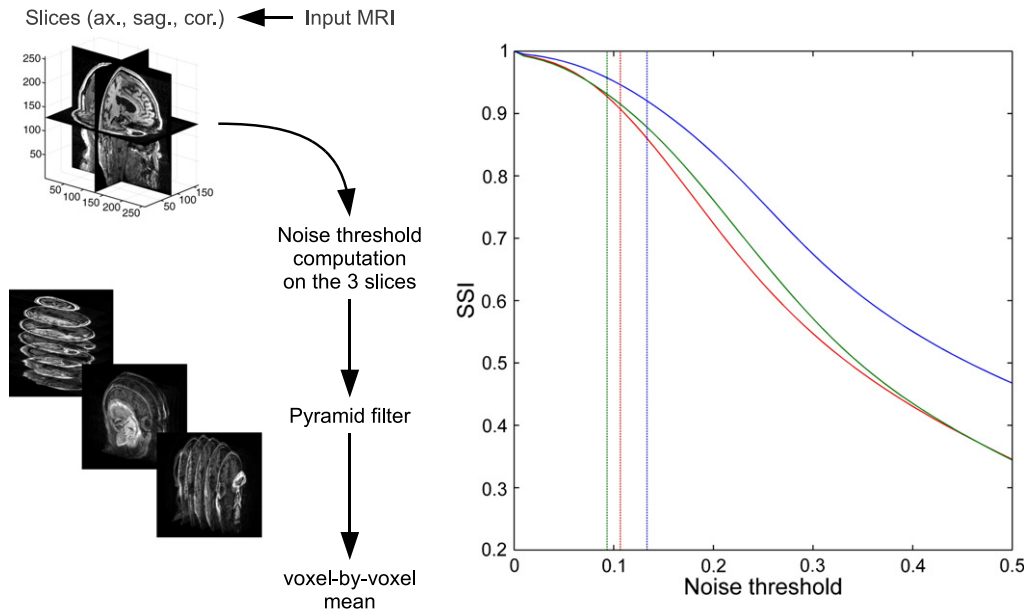 Slices (ax., sag., cor.)
Input MRI
250
200
150
100
50
50
100
150
200
250
50
100
150
Noise threshold
computation
on the 3 slices
Pyramid filter
voxel-by-voxel
mean
1
0.9
0.8
0.7
0.6
0.5
0.4
0.3
0.2
SSI
0
0.1
0.2
0.3
0.4
0.5
Noise threshold